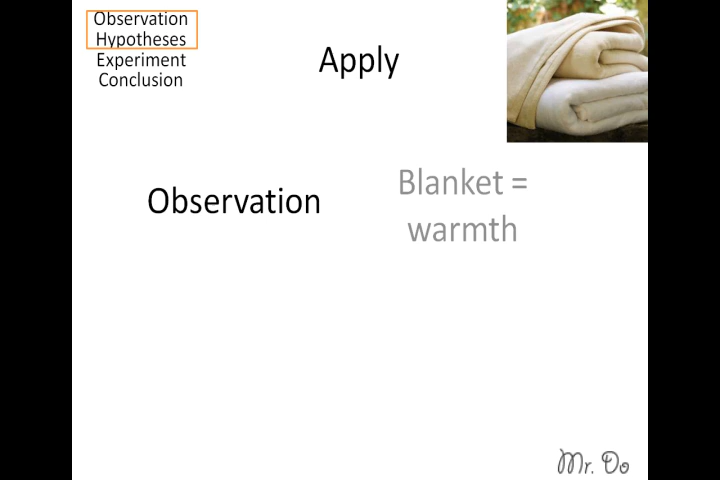 Observation
Hypotheses
Experiment
Conclusion
Apply
Observation
Blanket =
warmth
Mr. Do